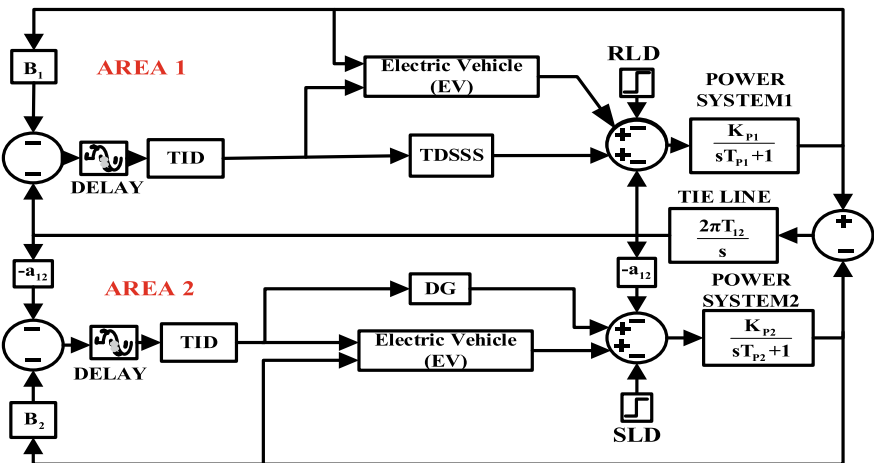 B1
AREA 1
Electric Vehicle
(EV)
RLD
POWER
SYSTEM1
− −
DELAY
TID
TDSSS
+ −
+ −
KP1
sTP1+1
TIE LINE
2πT12
s
+
−
-a12
AREA 2
DG
-a12
POWER
SYSTEM2
− −
DELAY
TID
Electric Vehicle
(EV)
+ −
+ −
KP2
sTP2+1
B2
SLD